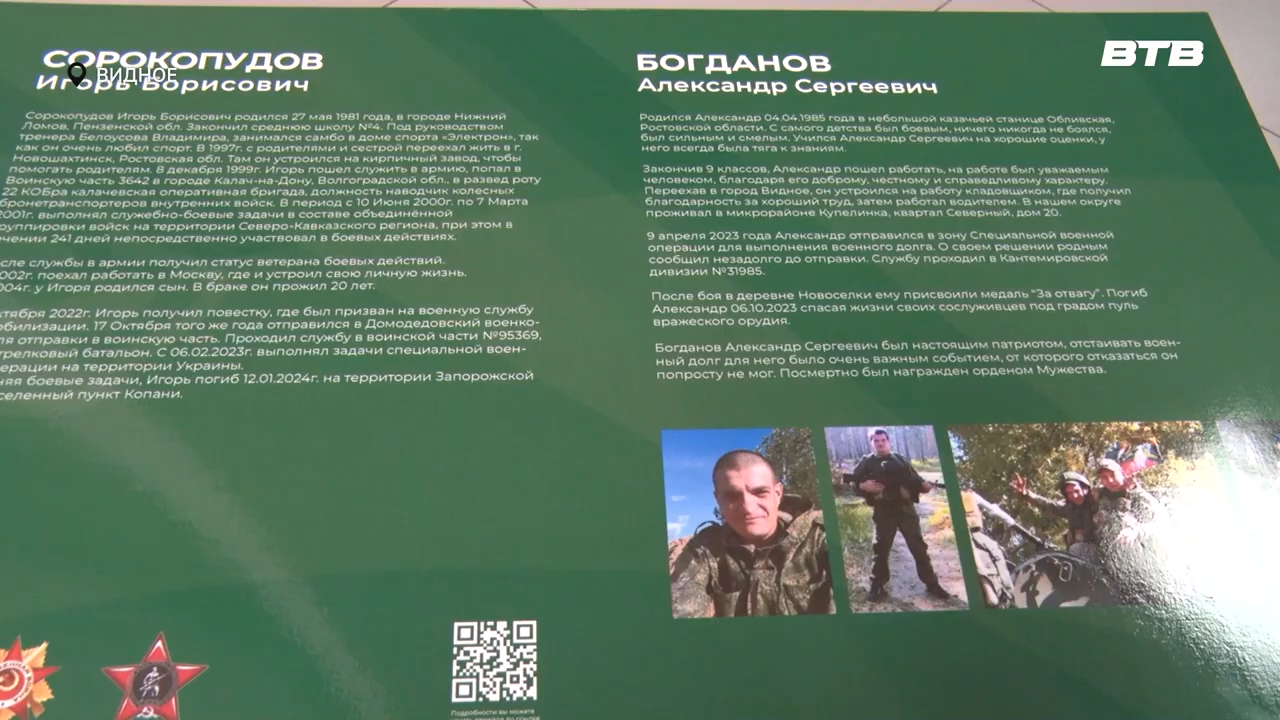 ВТВ
ВИДНОЕ
СОРОКОПУДОВ
Игорь Борисович
Сорокопудов Игорь Борисович родился 27 мая 1981 года, в городе Нижний
Ломов, Пензенской обл. Закончил среднюю школу №4. Под руководством
тренера Белоусова Владимира, занимался самбо в доме спорта «Электрон», так
как он очень любил спорт. В 1997г. с родителями и сестрой переехал жить в г.
Новошахтинск, Ростовская обл. Там он устроился на кирпичный завод, чтобы
помогать родителям. 8 декабря 1999г. Игорь пошел служить в армию, попал в
Воинскую часть 3642 в городе Калач-на-Дону, Волгоградской обл., в развед роту
22 КОБра калачевская оперативная бригада, должность наводчик колесных
бронетранспортеров внутренних войск. В период с 10 Июня 2000г. по 7 Марта
2001г. выполнял служебно-боевые задачи в составе объединённой
группировки войск на территории Северо-Кавказского региона, при этом в
чении 241 дней непосредственно участвовал в боевых действиях.
сле службы в армии получил статус ветерана боевых действий.
002г. поехал работать в Москву, где и устроил свою личную жизнь.
004г. у Игоря родился сын. В браке он прожил 20 лет.
ктября 2022г. Игорь получил повестку, где был призван на военную службу
обилизации. 17 Октября того же года отправился в Домодедовский военко-
ля отправки в воинскую часть. Проходил службу в воинской части №95369,
трелковый батальон. С 06.02.2023г. выполнял задачи специальной воен-
ерации на территории Украины.
няя боевые задачи, Игорь погиб 12.01.2024г. на территории Запорожской
селенный пункт Копани.
Подробности вы можете
БОГДАНОВ
Александр Сергеевич
Родился Александр 04.04.1985 года в небольшой казачьей станице Обливская,
Ростовской области. С самого детства был боевым, ничего никогда не боялся,
был сильным и смелым. Учился Александр Сергеевич на хорошие оценки, у
него всегда была тяга к знаниям.
Закончив 9 классов, Александр пошел работать, на работе был уважаемым
человеком, благодаря его доброму, честному и справедливому характеру.
Переехав в город Видное, он устроился на работу кладовщиком, где получил
благодарность за хороший труд, затем работал водителем. В нашем округе
проживал в микрорайоне Купелинка, квартал Северный, дом 20.
9 апреля 2023 года Александр отправился в зону Специальной военной
операции для выполнения военного долга. О своем решении родным
сообщил незадолго до отправки. Службу проходил в Кантемировской
дивизии №31985.
После боя в деревне Новоселки ему присвоили медаль "За отвагу". Погиб
Александр 06.10.2023 спасая жизни своих сослуживцев под градом пуль
вражеского орудия.
Богданов Александр Сергеевич был настоящим патриотом, отстаивать воен-
ный долг для него было очень важным событием, от которого отказаться он
попросту не мог. Посмертно был награжден орденом Мужества.